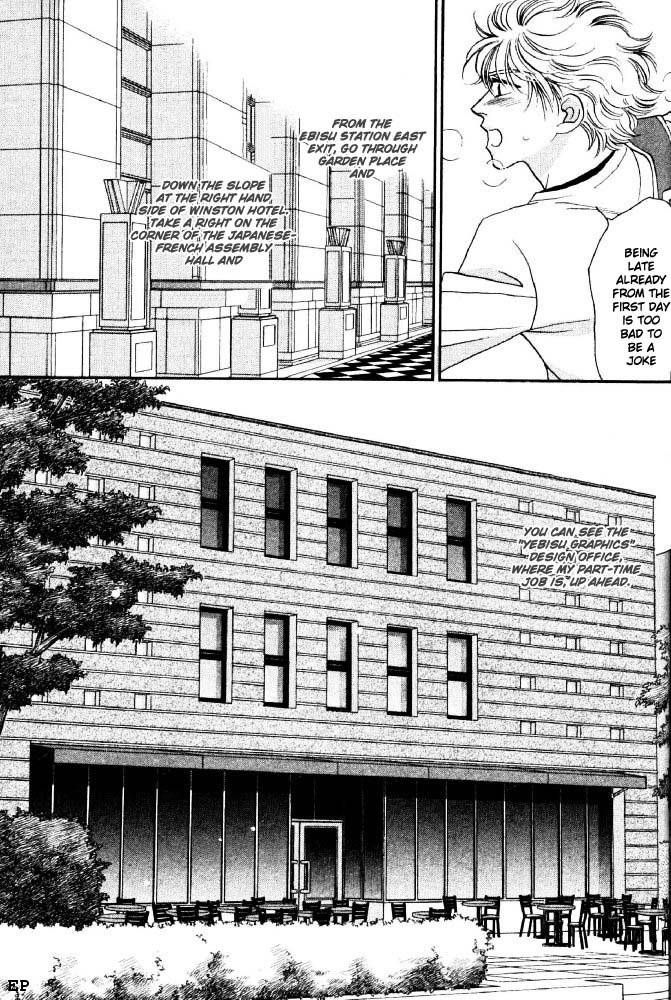 BEING
LATE
ALREADY
FROM THE
FIRST DAY
IS TOO
BAD TO
BE A
JOKE
FROM THE
EBISU STATION EAST
EXIT, GO THROUGH
GARDEN PLACE
AND
DOWN THE SLOPE
AT THE RIGHT HAND
SIDE OF WINSTON HOTEL.
TAKE A RIGHT ON THE
CORNER OF THE JAPANESE-
FRENCH ASSEMBLY
HALL AND
YOU CAN SEE THE
"YEBISU GRAPHICS"
DESIGN OFFICE,
WHERE MY PART-TIME
JOB IS, UP AHEAD.
EP